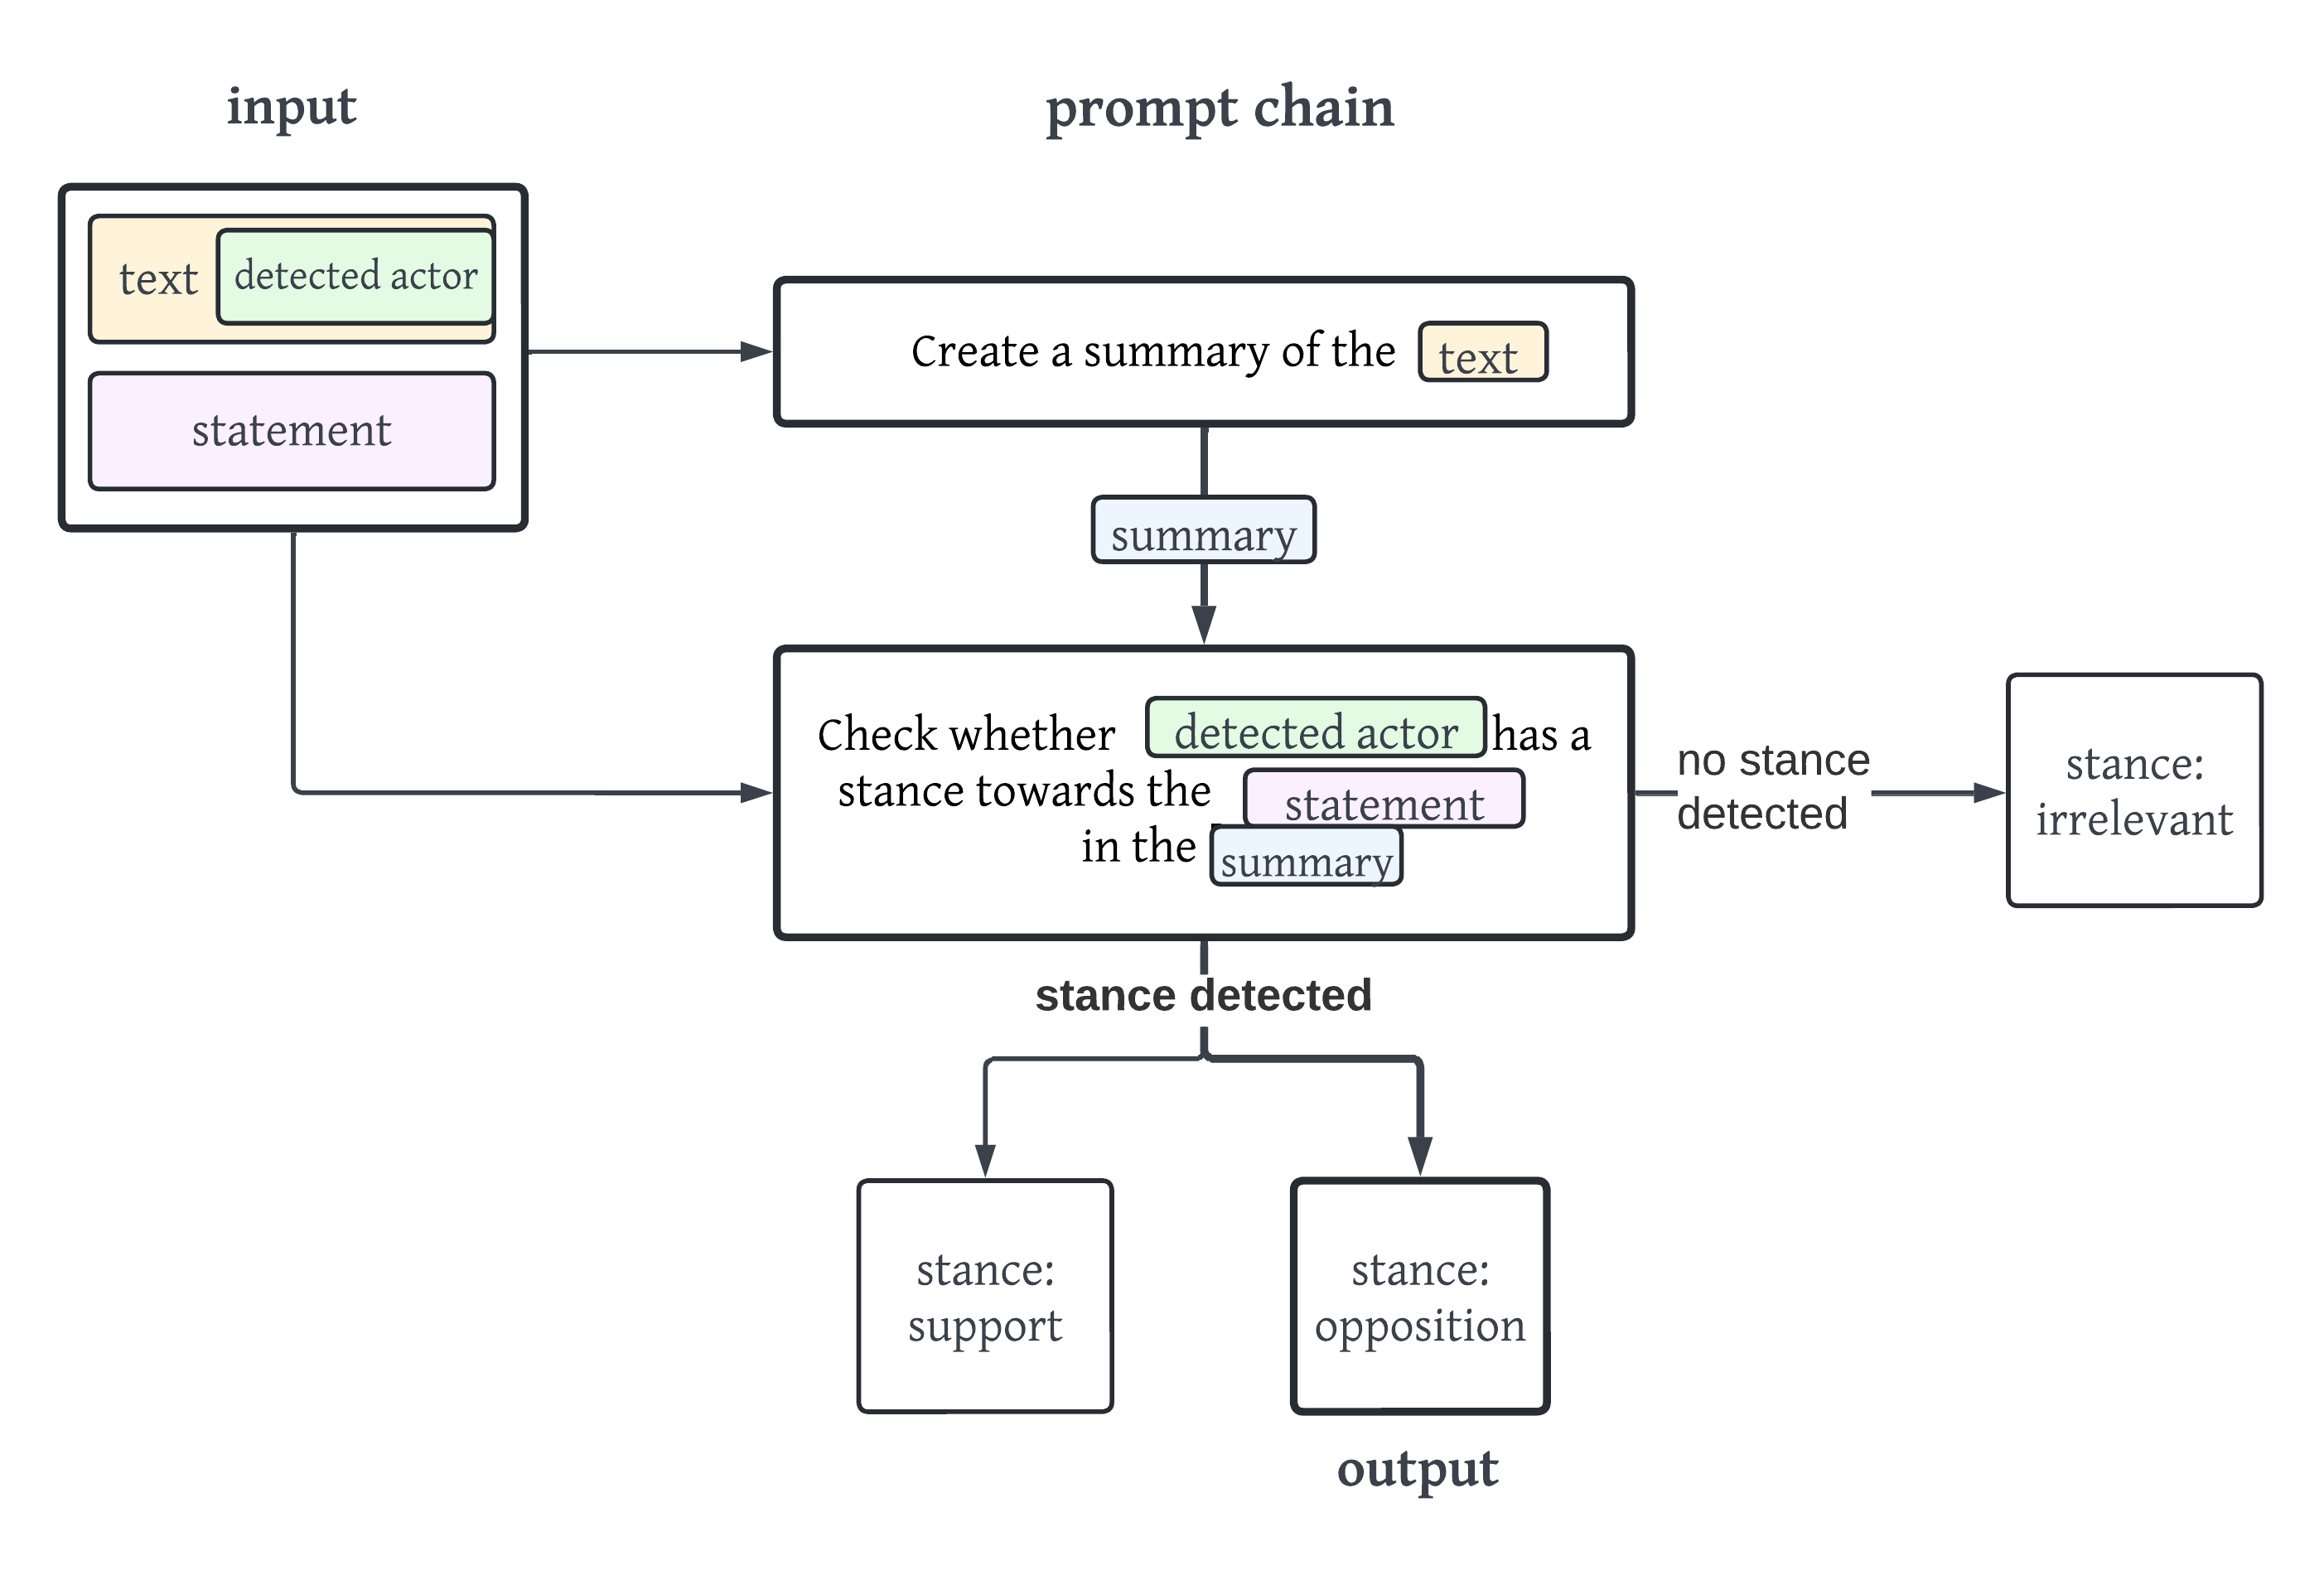 input
prompt chain
text detected actor
statement
Create a summary of the text
summary
Check whether detected actor has a
stance towards the statement
in the summary
no stance
detected
stance:
irrelevant
stance detected
stance:
support
stance:
opposition
output